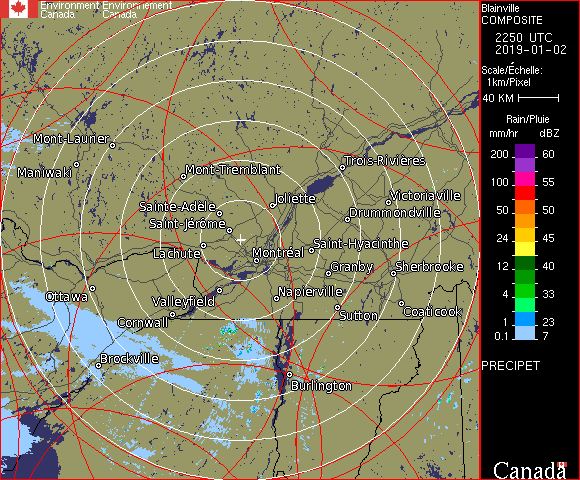 Environment Environnement
Canada Canada
Blainville
COMPOSITE
2250 UTC
2019-01-02
Scale/Échelle:
1km/Pixel
40 KM
Rain/Pluie
mm/hr dBZ
200 60
100 55
50 50
24 45
12 40
4 33
1 23
0.1 7
PRECIPET
Canada
Mont-Laurier
Maniwaki
Mont-Tremblant
Trois-Rivières
Sainte-Adèle
Joliette
Victoriaville
Saint-Jérôme
Drummondville
Lachute
Montréal
Saint-Hyacinthe
Granby
Sherbrooke
Ottawa
Valleyfield
Napierville
Cornwall
Sutton
Coaticook
Brockville
Burlington